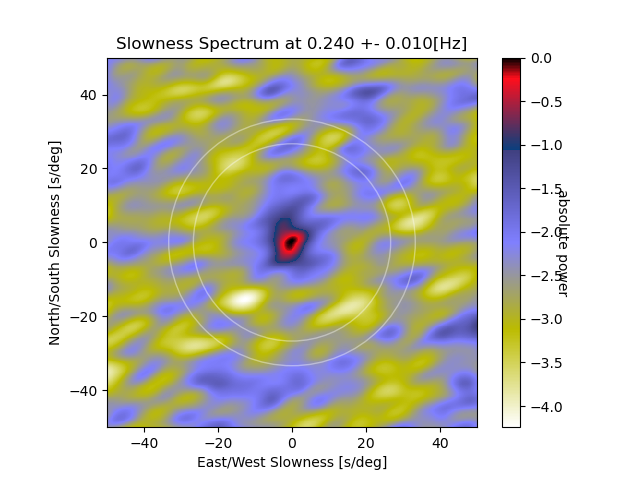 Slowness Spectrum at 0.240 +- 0.010[Hz]
North/South Slowness [s/deg]
40
20
0
−20
−40
−40 −20 0 20 40
East/West Slowness [s/deg]
0.0
−0.5
−1.0
−1.5
−2.0
−2.5
−3.0
−3.5
−4.0
absolute power